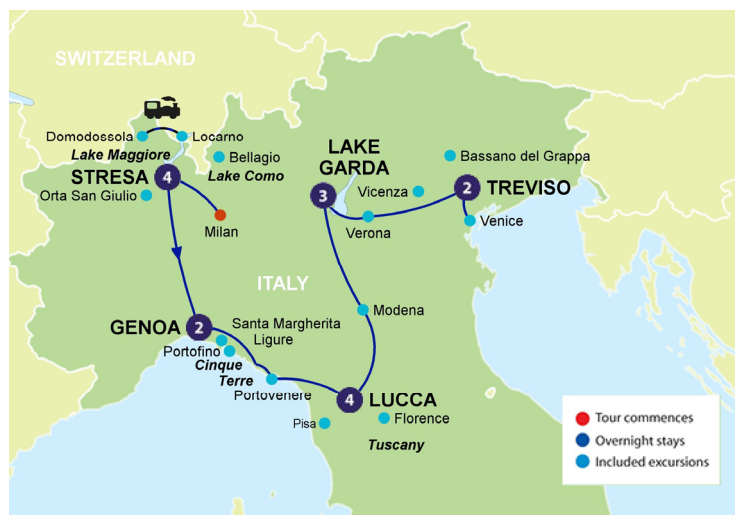 SWITZERLAND
Domodossola
Locarno
Lake Maggiore
Bellagio
Lake Como
STRESA
4
Orta San Giulio
Milan
LAKE
GARDA
3
Bassano del Grappa
Vicenza
2
TREVISO
Verona
Venice
ITALY
Modena
GENOA
2
Santa Margherita
Ligure
Portofino
Cinque
Terre
Portovenere
4
LUCCA
Florence
Pisa
Tuscany
Tour commences
Overnight stays
Included excursions